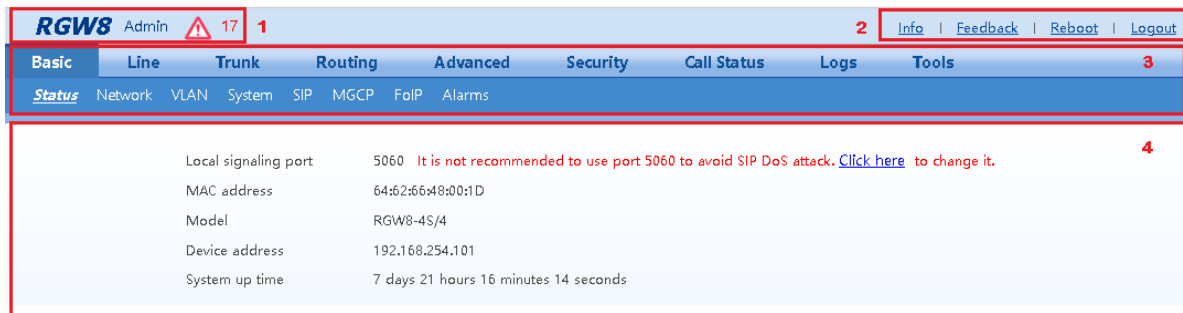 RGW8 Admin 17 1 2 Info | Feedback | Reboot | Logout
Basic Line Trunk Routing Advanced Security Call Status Logs Tools 3
Status Network VLAN System SIP MGCP FoIP Alarms
4
Local signaling port 5060 It is not recommended to use port 5060 to avoid SIP DoS attack. Click here to change it.
MAC address 64:62:66:48:00:1D
Model RGW8-4S/4
Device address 192.168.254.101
System up time 7 days 21 hours 16 minutes 14 seconds